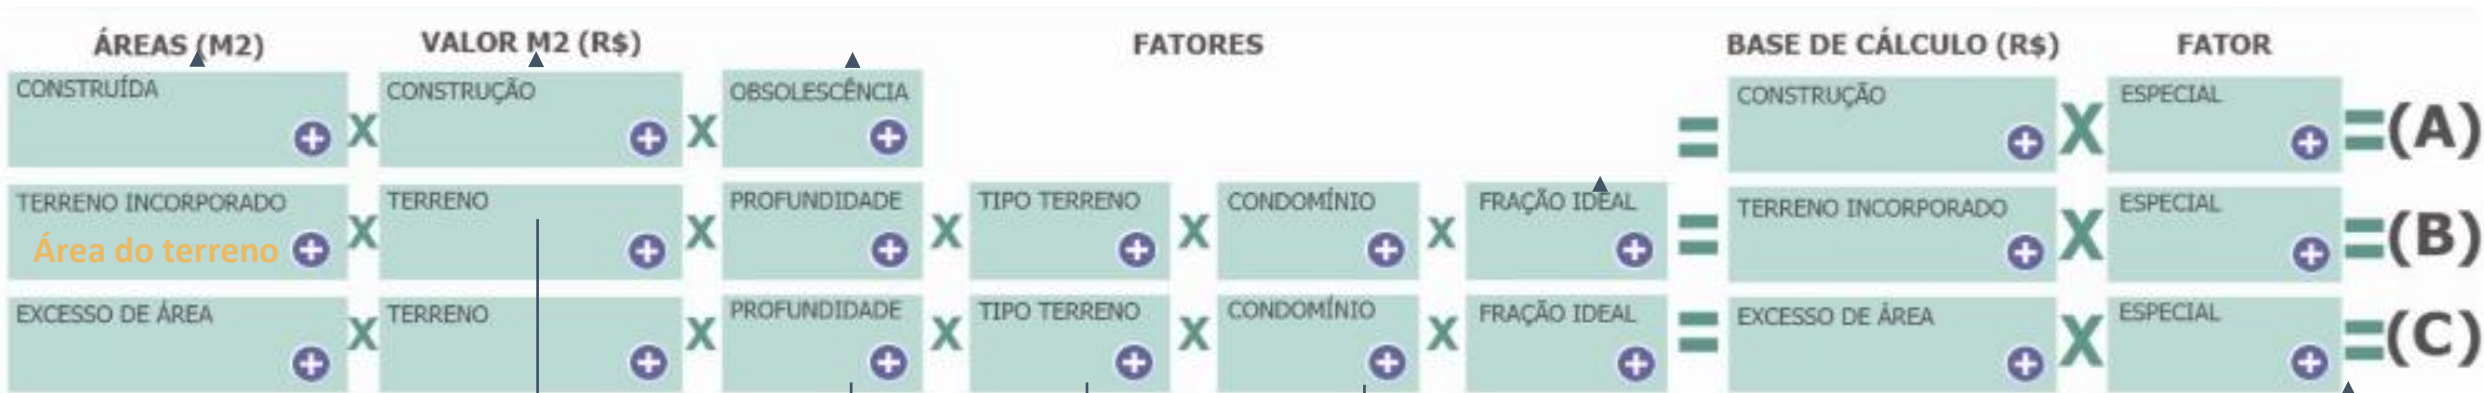 ÁREAS (M2) VALOR M2 (R$) FATORES BASE DE CÁLCULO (R$) FATOR
CONSTRUÍDA X CONSTRUÇÃO X OBSOLESCÊNCIA = CONSTRUÇÃO X ESPECIAL =(A)
TERRENO INCORPORADO X TERRENO X PROFUNDIDADE X TIPO TERRENO X CONDOMÍNIO X FRAÇÃO IDEAL = TERRENO INCORPORADO X ESPECIAL =(B)
Área do terreno
EXCESSO DE ÁREA X TERRENO X PROFUNDIDADE X TIPO TERRENO X CONDOMÍNIO X FRAÇÃO IDEAL = EXCESSO DE ÁREA X ESPECIAL =(C)